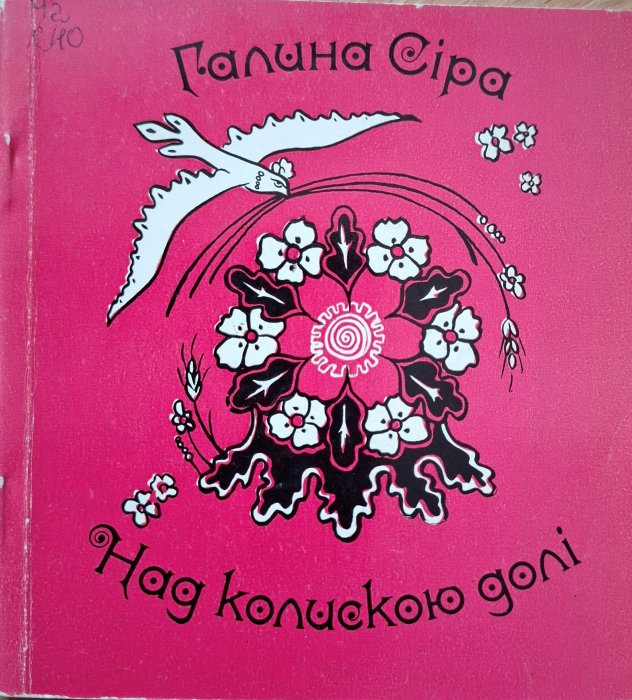 Галина Сіра
Над колискою долі